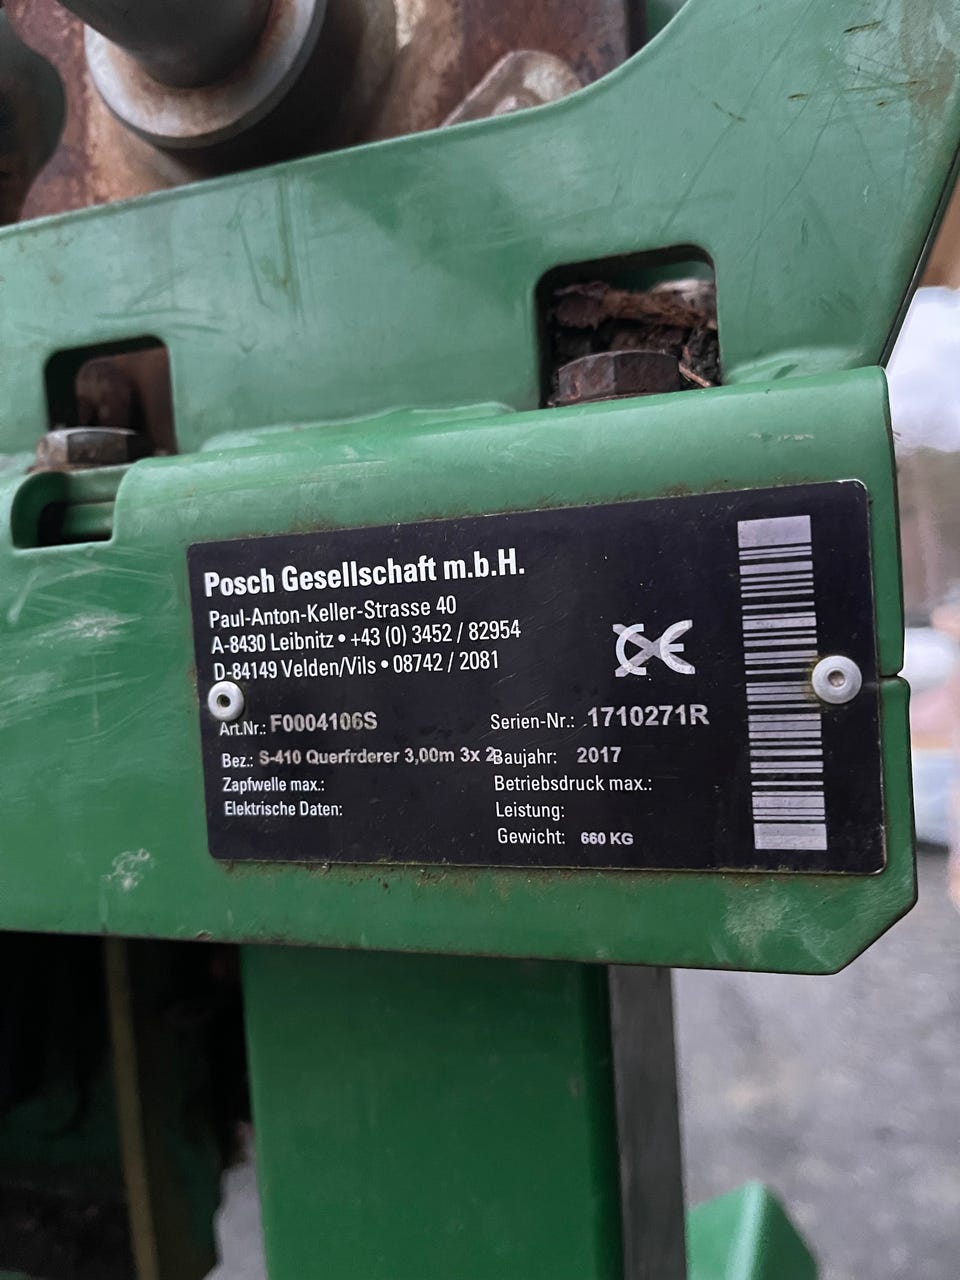 Posch Gesellschaft m.b.H.
Paul-Anton-Keller-Strasse 40
A-8430 Leibnitz • +43 (0) 3452 / 82954
D-84149 Velden/Vils • 08742 / 2081
CE
Art.Nr.: F0004106S
Serien-Nr.: 1710271R
Bez.: S-410 Querfrderer 3,00m 3x 2
Baujahr: 2017
Zapfwelle max.:
Betriebsdruck max.:
Elektrische Daten:
Leistung:
Gewicht: 660 KG